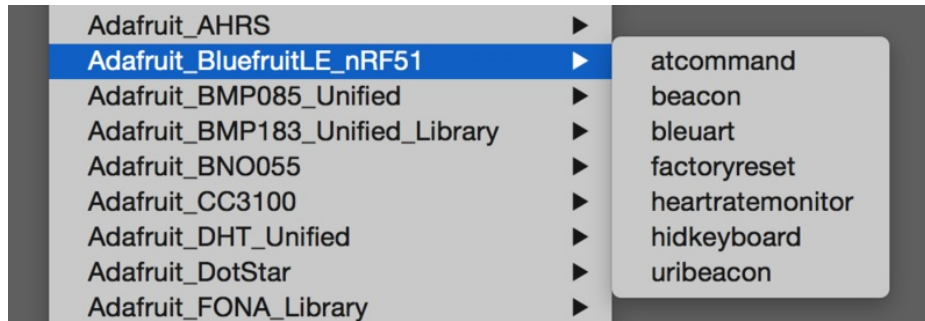 Adafruit_AHRS
Adafruit_BluefruitLE_nRF51
Adafruit_BMP085_Unified
Adafruit_BMP183_Unified_Library
Adafruit_BNO055
Adafruit_CC3100
Adafruit_DHT_Unified
Adafruit_DotStar
Adafruit_FONA_Library
atcommand
beacon
bleuart
factoryreset
heartratemonitor
hidkeyboard
uribeacon